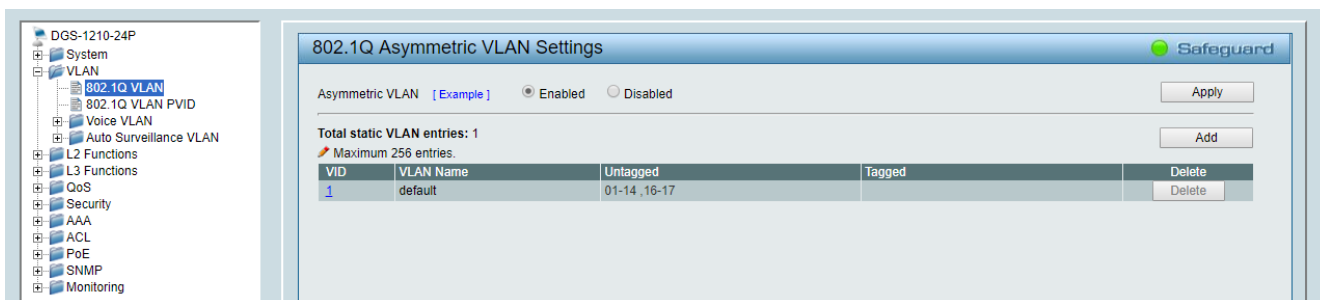 DGS-1210-24P
System
VLAN
802.1Q VLAN
802.1Q VLAN PVID
Voice VLAN
Auto Surveillance VLAN
L2 Functions
L3 Functions
QoS
Security
AAA
ACL
PoE
SNMP
Monitoring
802.1Q Asymmetric VLAN Settings Safeguard
Asymmetric VLAN [ Example ] Enabled Disabled Apply
Total static VLAN entries: 1 Add
Maximum 256 entries.
VID VLAN Name Untagged Tagged Delete
1 default 01-14 ,16-17 Delete